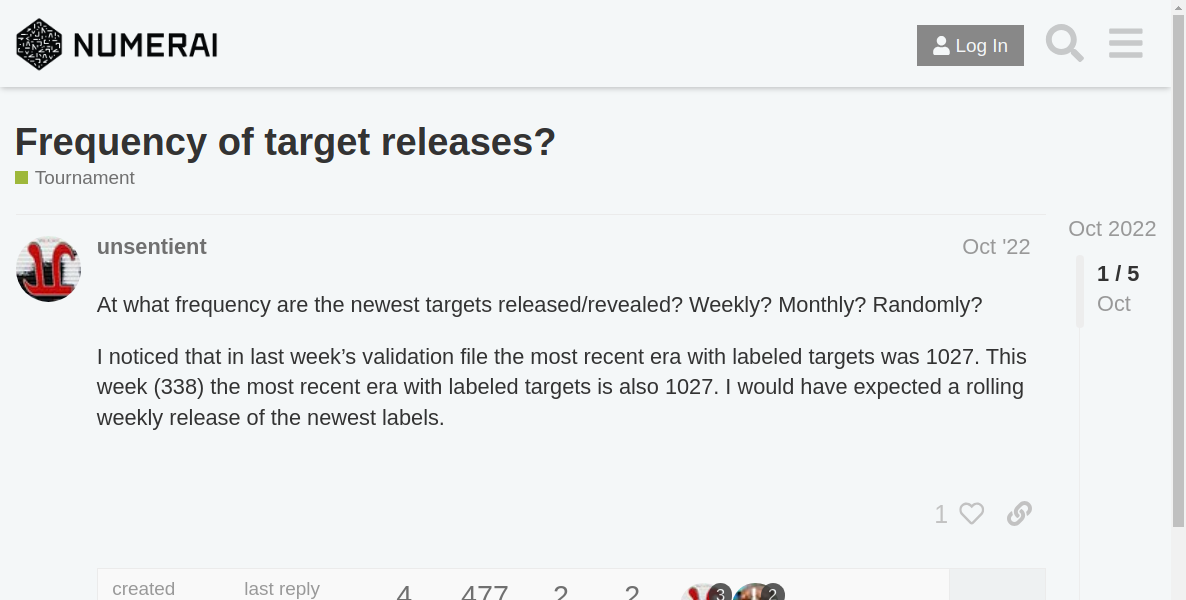 NUMERAI
Log In
Frequency of target releases?
Tournament
unsentient
Oct '22
At what frequency are the newest targets released/revealed? Weekly? Monthly? Randomly?
I noticed that in last week’s validation file the most recent era with labeled targets was 1027. This
week (338) the most recent era with labeled targets is also 1027. I would have expected a rolling
weekly release of the newest labels.
1
Oct 2022
1 / 5
Oct
created
last reply
4
477
2
2
3
2